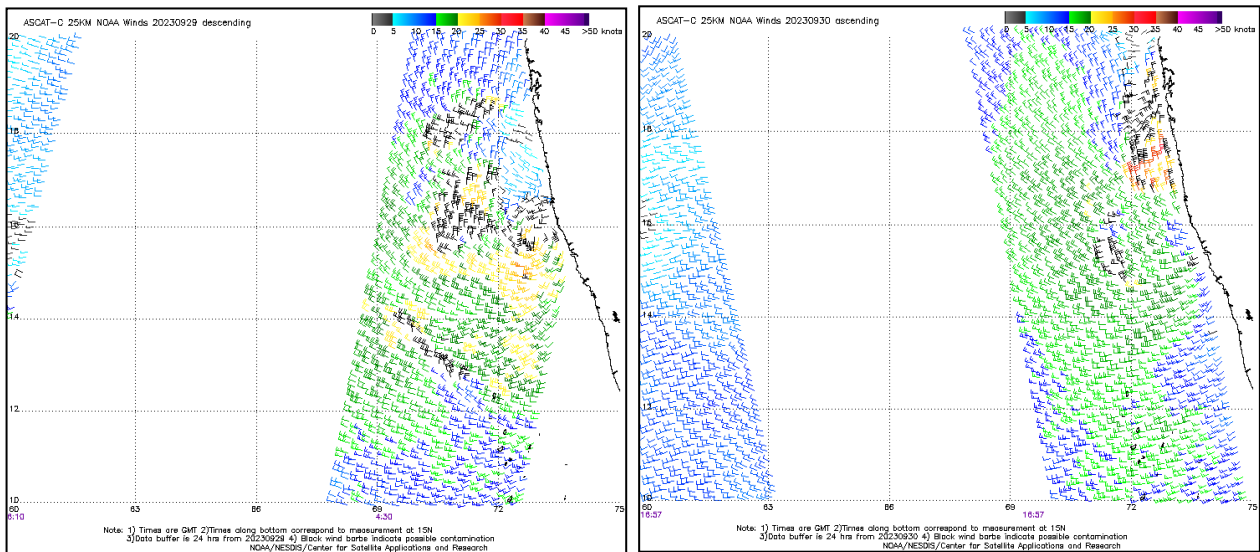 ASCAT-C 25KM NOAA Winds 20230929 descending
0 5 10 15 20 25 30 35 40 45 >50 knots
20
18
16
14
12
10
60 63 66 69 72 75
6:10 4:30
Note: 1) Times are GMT 2)Times along bottom correspond to measurement at 15N
3)Data buffer is 24 hrs from 20230929 4) Black wind barbs indicate possible contamination
NOAA/NESDIS/Center for Satellite Applications and Research
ASCAT-C 25KM NOAA Winds 20230930 ascending
0 5 10 15 20 25 30 35 40 45 >50 knots
20
18
16
14
12
10
60 63 66 69 72 75
16:57 16:57
Note: 1) Times are GMT 2)Times along bottom correspond to measurement at 15N
3)Data buffer is 24 hrs from 20230930 4) Black wind barbs indicate possible contamination
NOAA/NESDIS/Center for Satellite Applications and Research